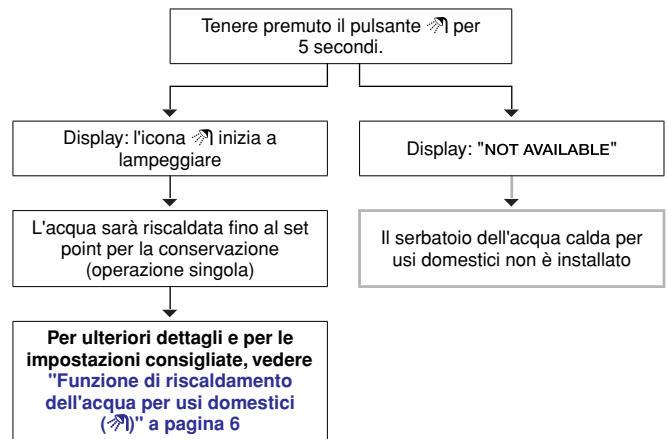 Tenere premuto il pulsante per
5 secondi.
Display: l'icona inizia a
lampeggiare
Display: "NOT AVAILABLE"
L'acqua sarà riscaldata fino al set
point per la conservazione
(operazione singola)
Il serbatoio dell'acqua calda per
usi domestici non è installato
Per ulteriori dettagli e per le
impostazioni consigliate, vedere
"Funzione di riscaldamento
dell'acqua per usi domestici
()" a pagina 6